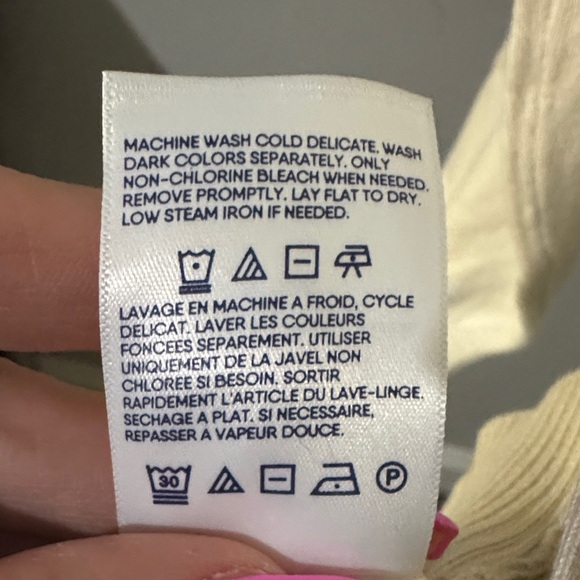 MACHINE WASH COLD DELICATE. WASH
DARK COLORS SEPARATELY. ONLY
NON-CHLORINE BLEACH WHEN NEEDED.
REMOVE PROMPTLY. LAY FLAT TO DRY.
LOW STEAM IRON IF NEEDED.
LAVAGE EN MACHINE A FROID, CYCLE
DELICAT. LAVER LES COULEURS
FONCEES SEPAREMENT. UTILISER
UNIQUEMENT DE LA JAVEL NON
CHLOREE SI BESOIN. SORTIR
RAPIDEMENT L'ARTICLE DU LAVE-LINGE.
SECHAGE A PLAT. SI NECESSAIRE,
REPASSER A VAPEUR DOUCE.
30 P